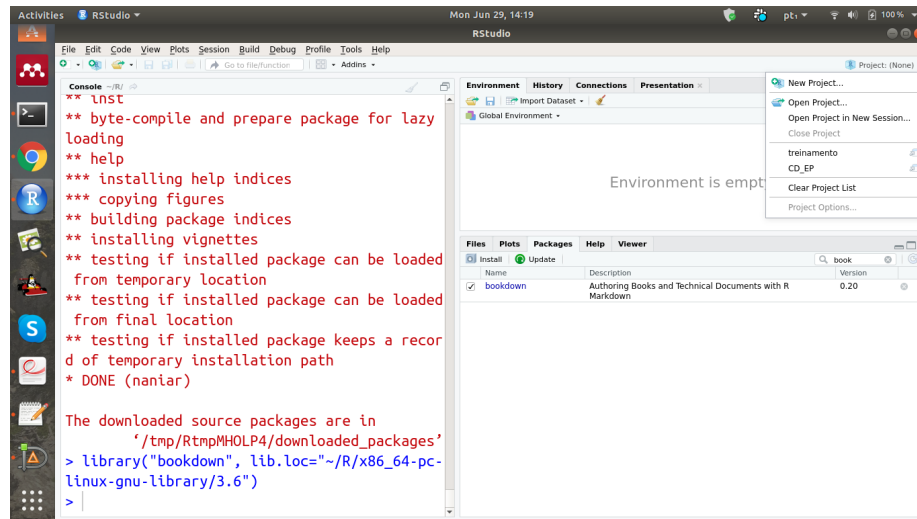 Activities
RStudio
Mon Jun 29, 14:19
pt₁
100 %
RStudio
File Edit Code View Plots Session Build Debug Profile Tools Help
Go to file/function
Addins
Project: (None)
Console ~/R/
** inst
** byte-compile and prepare package for lazy
loading
** help
*** installing help indices
*** copying figures
** building package indices
** installing vignettes
** testing if installed package can be loaded
from temporary location
** testing if installed package can be loaded
from final location
** testing if installed package keeps a recor
d of temporary installation path
* DONE (naniar)
The downloaded source packages are in
‘/tmp/RtmpMHOLP4/downloaded_packages’
> library("bookdown", lib.loc="~/R/x86_64-pc-
linux-gnu-library/3.6")
>
Environment History Connections Presentation
Import Dataset
Global Environment
Environment is empt
New Project...
Open Project...
Open Project in New Session...
Close Project
treinamento
CD_EP
Clear Project List
Project Options...
Files Plots Packages Help Viewer
Install Update
book
Name Description Version
bookdown Authoring Books and Technical Documents with R 0.20
Markdown